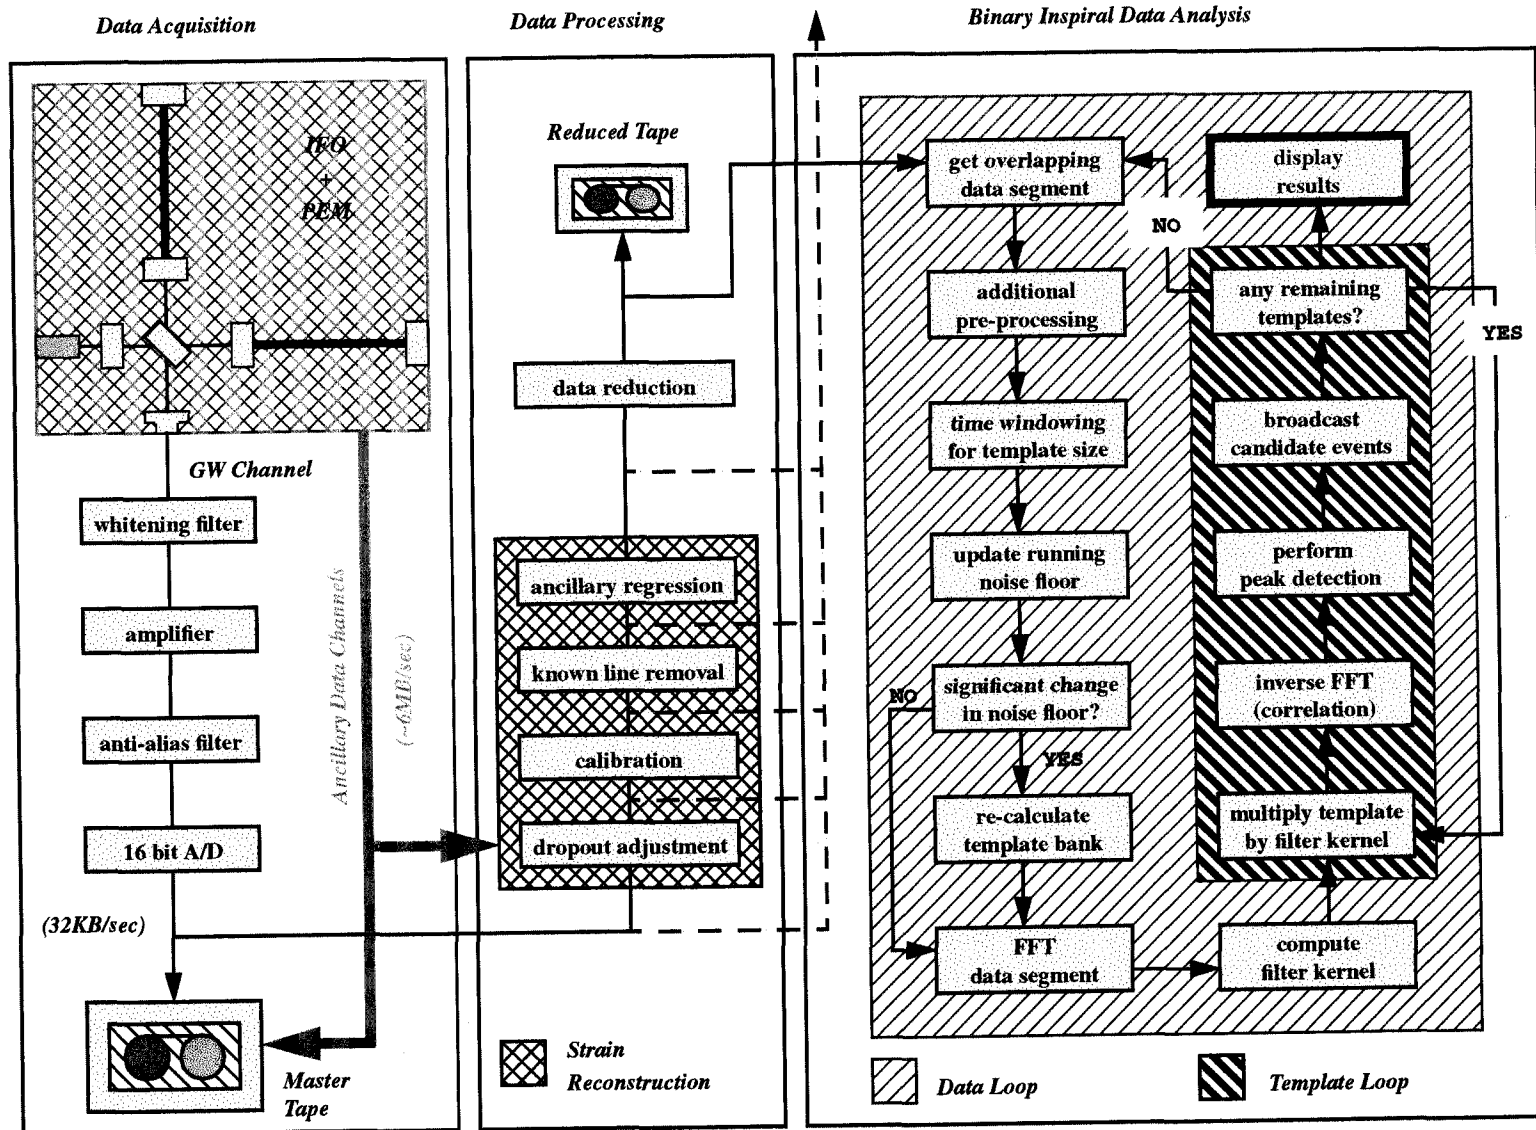 Data Acquisition
Data Processing
Binary Inspiral Data Analysis
IFO
+
PEM
GW Channel
whitening filter
amplifier
anti-alias filter
16 bit A/D
(32KB/sec)
Ancillary Data Channels
(~6MB/sec)
Master
Tape
Reduced Tape
data reduction
ancillary regression
known line removal
calibration
dropout adjustment
Strain
Reconstruction
get overlapping
data segment
additional
pre-processing
time windowing
for template size
update running
noise floor
significant change
in noise floor?
NO
YES
re-calculate
template bank
FFT
data segment
display
results
NO
any remaining
templates?
YES
broadcast
candidate events
perform
peak detection
inverse FFT
(correlation)
multiply template
by filter kernel
compute
filter kernel
Data Loop
Template Loop